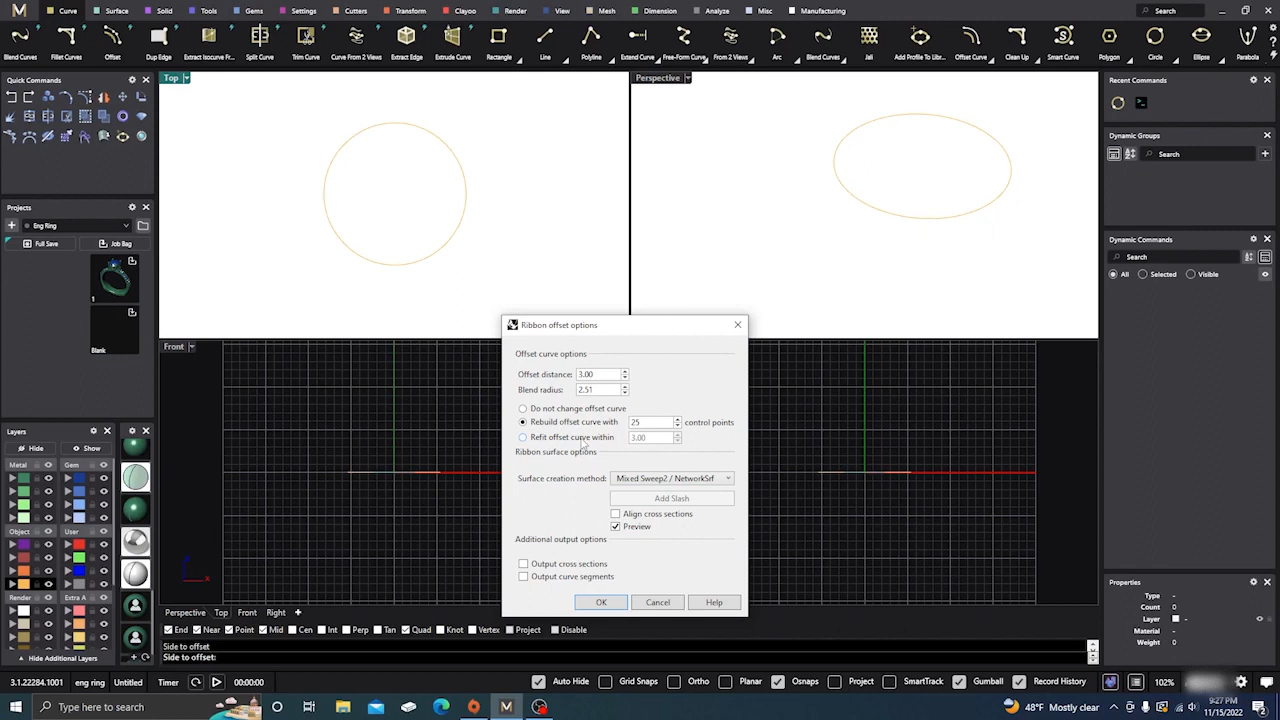 Curve Surface Solid Tools Gems Settings Cutters Transform Clayoo Render View Mesh Dimension Analyze Misc Manufacturing Search
Ring Curve Fillet Curves Offset Dup Edge Extract Isocurve Fr... Split Curve Trim Curve Curve From 2 Views Extract Edge Extrude Curve Rectangle Line Polyline Extend Curve Free-Form Curve From 2 Views Arc Blend Curves Jali Add Profile To Libr... Offset Curve Clean Up Smart Curve Polygon Circle Ellipse Parabola
Quick Commands
Top
Perspective
Recent Commands
Dynamic Groups
Search
Projects
Eng Ring
Full Save Job Bag
1
Blank
Dynamic Commands
Search
All Selected Visible
Ribbon offset options
Offset curve options
Offset distance: 3.00
Blend radius: 2.51
Do not change offset curve
Rebuild offset curve with 25 control points
Refit offset curve within 3.00
Ribbon surface options
Surface creation method: Mixed Sweep2 / NetworkSrf
Add Slash
Align cross sections
Preview
Additional output options
Output cross sections
Output curve segments
OK Cancel Help
Front
Hide Show
Metal Gem
Object User
Render Extra A
z
x
Hide Additional Layers
Perspective Top Front Right
End Near Point Mid Cen Int Perp Tan Quad Knot Vertex Project Disable
Side to offset
Side to offset:
Properties
Type
Count 0
Layer -
Material -
Weight 0
3.1.22284.1001 eng ring Untitled Timer 00:00:00 Auto Hide Grid Snaps Ortho Planar Osnaps Project SmartTrack Gumball Record History 102%
Type here to search
48°F Mostly clear
9:27 PM
11/15/2022